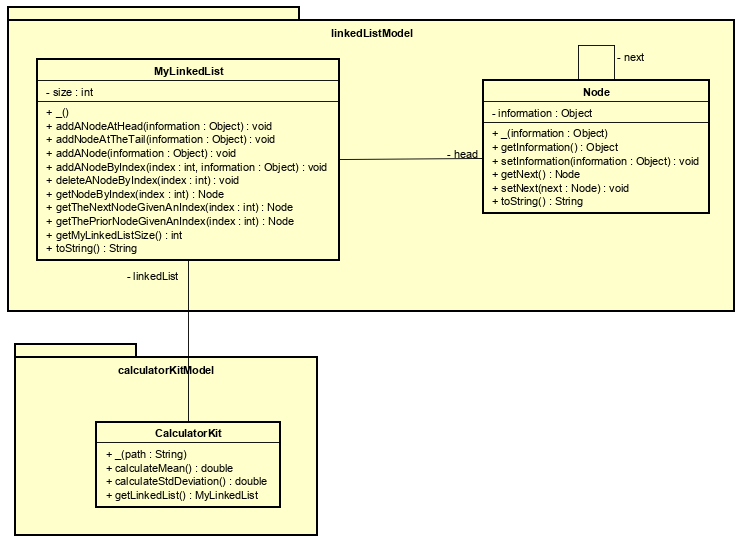 linkedListModel
MyLinkedList
- size : int
+ _()
+ addANodeAtHead(information : Object) : void
+ addNodeAtTheTail(information : Object) : void
+ addANode(information : Object) : void
+ addANodeByIndex(index : int, information : Object) : void
+ deleteANodeByIndex(index : int) : void
+ getNodeByIndex(index : int) : Node
+ getTheNextNodeGivenAnIndex(index : int) : Node
+ getThePriorNodeGivenAnIndex(index : int) : Node
+ getMyLinkedListSize() : int
+ toString() : String
- head
- next
Node
- information : Object
+ _(information : Object)
+ getInformation() : Object
+ setInformation(information : Object) : void
+ getNext() : Node
+ setNext(next : Node) : void
+ toString() : String
- linkedList
calculatorKitModel
CalculatorKit
+ _(path : String)
+ calculateMean() : double
+ calculateStdDeviation() : double
+ getLinkedList() : MyLinkedList